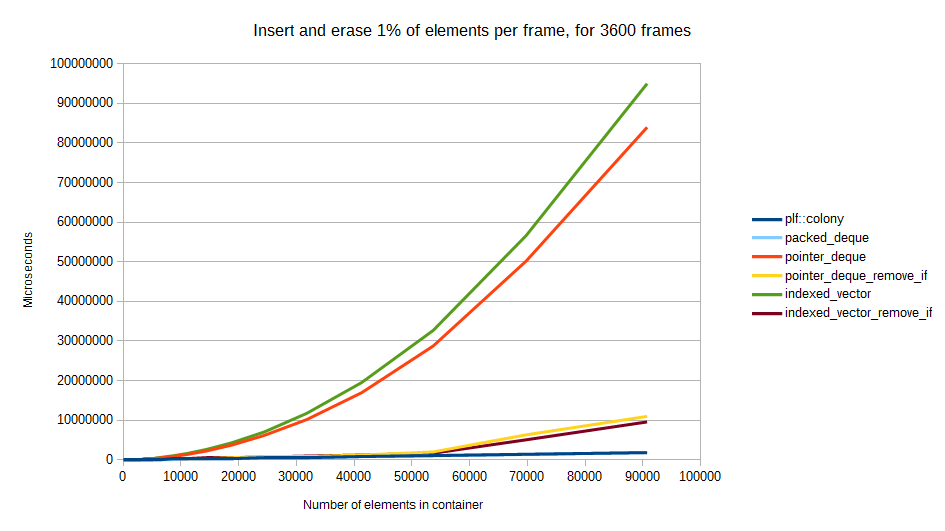 Insert and erase 1% of elements per frame, for 3600 frames
100000000
90000000
80000000
70000000
60000000
50000000
40000000
30000000
20000000
10000000
0
Microseconds
0 10000 20000 30000 40000 50000 60000 70000 80000 90000 100000
Number of elements in container
plf::colony
packed_deque
pointer_deque
pointer_deque_remove_if
indexed_vector
indexed_vector_remove_if